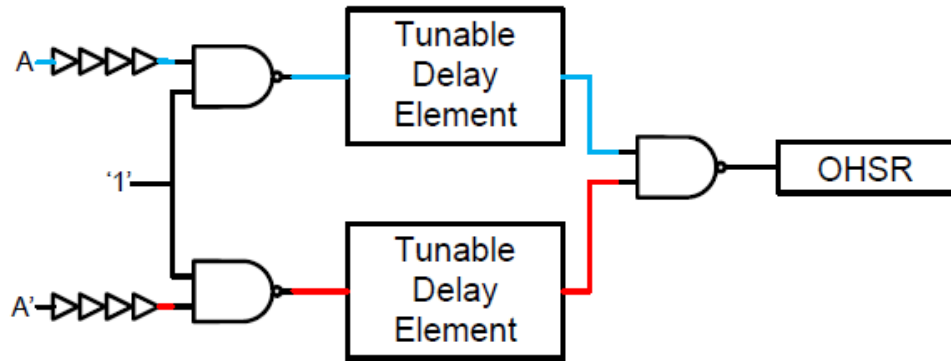 Tunable
Delay
Element
A
'1'
OHSR
A'
Tunable
Delay
Element